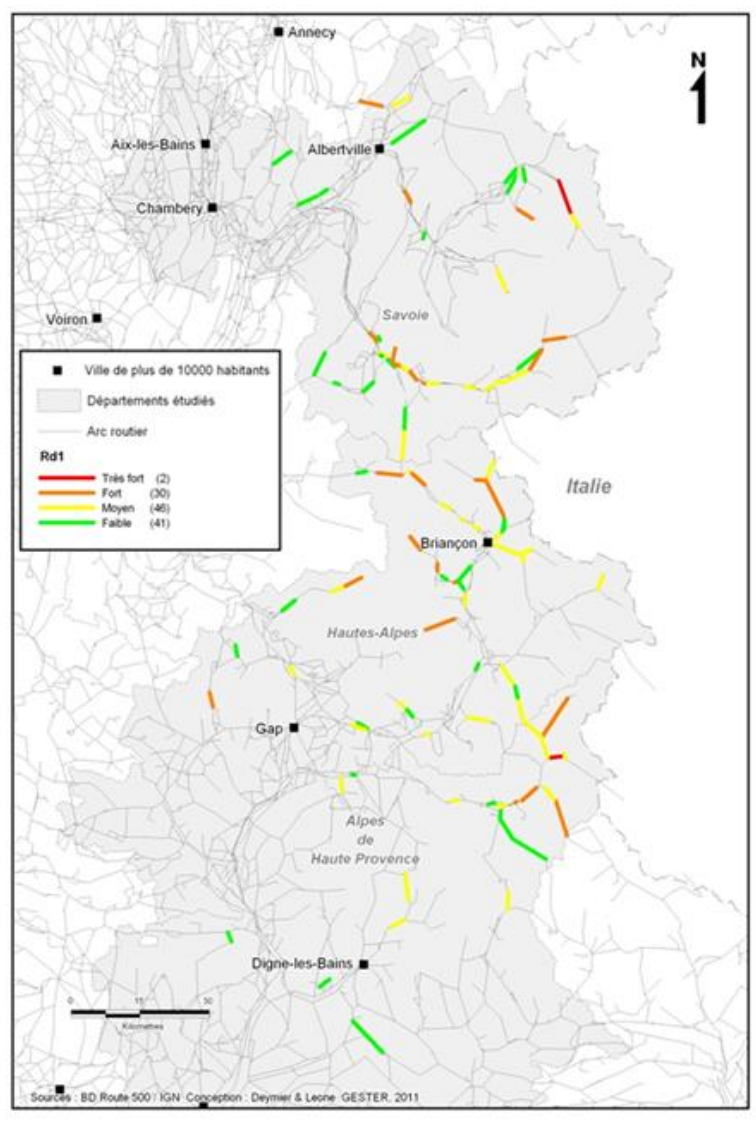 Annecy
N
Aix-les-Bains
Albertville
Chambery
Voiron
Savoie
Ville de plus de 10000 habitants
Départements étudiés
Arc routier
Rd1
Très fort (2)
Fort (30)
Moyen (46)
Faible (41)
Italie
Briançon
Hautes-Alpes
Gap
Alpes
de
Haute Provence
Digne-les-Bains
0 15 30
Kilometres
Sources : BD Route 500 / IGN Conception : Deymier & Leone GESTER, 2011